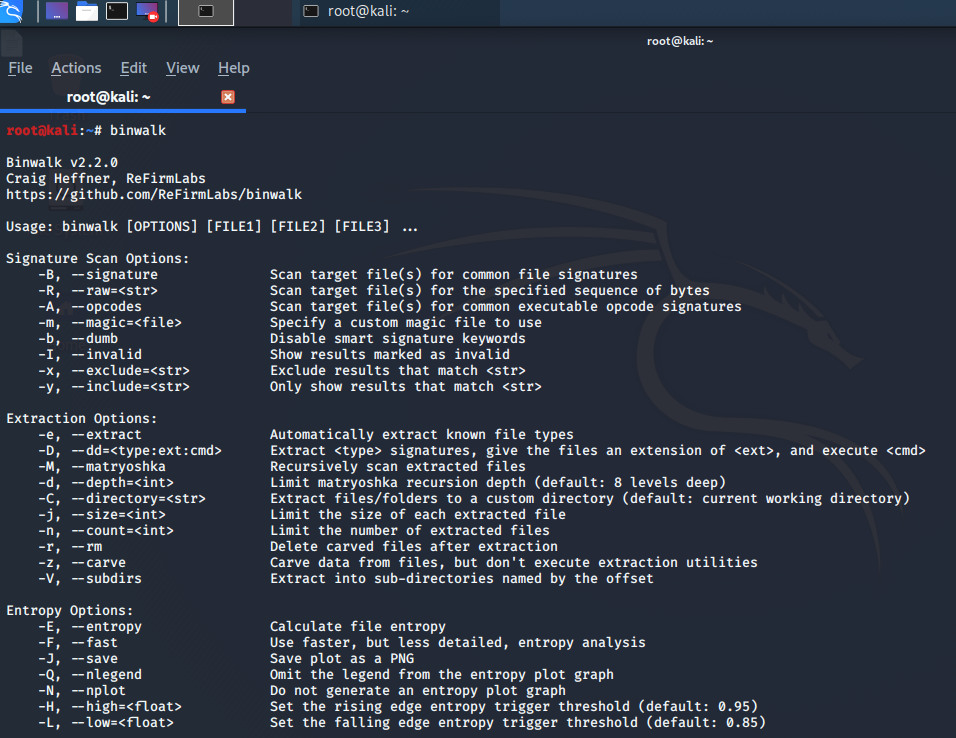 root@kali: ~
root@kali: ~
File Actions Edit View Help
root@kali: ~
root@kali:~# binwalk
Binwalk v2.2.0
Craig Heffner, ReFirmLabs
https://github.com/ReFirmLabs/binwalk
Usage: binwalk [OPTIONS] [FILE1] [FILE2] [FILE3] ...
Signature Scan Options:
-B, --signature Scan target file(s) for common file signatures
-R, --raw=<str> Scan target file(s) for the specified sequence of bytes
-A, --opcodes Scan target file(s) for common executable opcode signatures
-m, --magic=<file> Specify a custom magic file to use
-b, --dumb Disable smart signature keywords
-I, --invalid Show results marked as invalid
-x, --exclude=<str> Exclude results that match <str>
-y, --include=<str> Only show results that match <str>
Extraction Options:
-e, --extract Automatically extract known file types
-D, --dd=<type:ext:cmd> Extract <type> signatures, give the files an extension of <ext>, and execute <cmd>
-M, --matryoshka Recursively scan extracted files
-d, --depth=<int> Limit matryoshka recursion depth (default: 8 levels deep)
-C, --directory=<str> Extract files/folders to a custom directory (default: current working directory)
-j, --size=<int> Limit the size of each extracted file
-n, --count=<int> Limit the number of extracted files
-r, --rm Delete carved files after extraction
-z, --carve Carve data from files, but don't execute extraction utilities
-V, --subdirs Extract into sub-directories named by the offset
Entropy Options:
-E, --entropy Calculate file entropy
-F, --fast Use faster, but less detailed, entropy analysis
-J, --save Save plot as a PNG
-Q, --nlegend Omit the legend from the entropy plot graph
-N, --nplot Do not generate an entropy plot graph
-H, --high=<float> Set the rising edge entropy trigger threshold (default: 0.95)
-L, --low=<float> Set the falling edge entropy trigger threshold (default: 0.85)